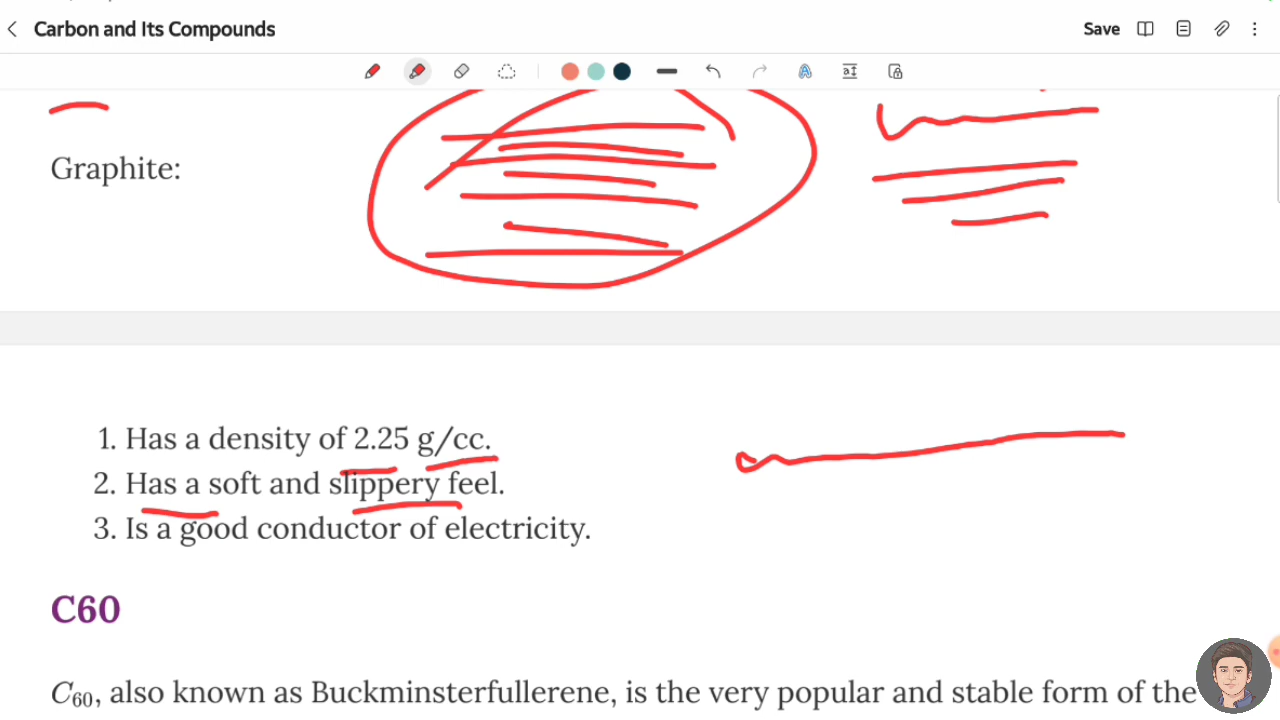 Carbon and Its Compounds
Save
Graphite:
1. Has a density of 2.25 g/cc.
2. Has a soft and slippery feel.
3. Is a good conductor of electricity.
C60
C60, also known as Buckminsterfullerene, is the very popular and stable form of the